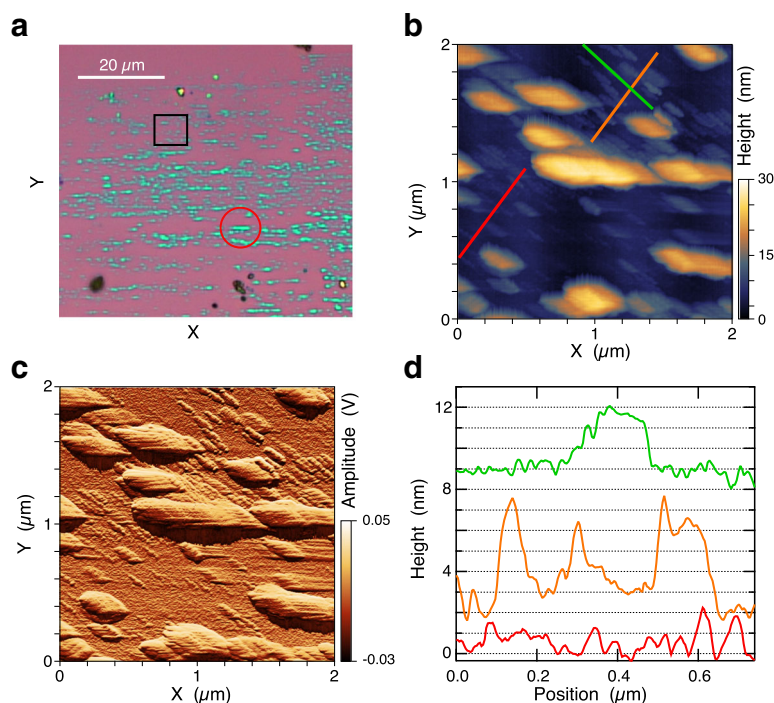 a
20 µm
Y
X
b
2
1
0
Y (µm)
0
1
2
X (µm)
Height (nm)
30
15
0
c
2
1
0
Y (µm)
0
1
2
X (µm)
Amplitude (V)
0.05
-0.03
d
12
8
4
0
Height (nm)
0.0
0.2
0.4
0.6
Position (µm)